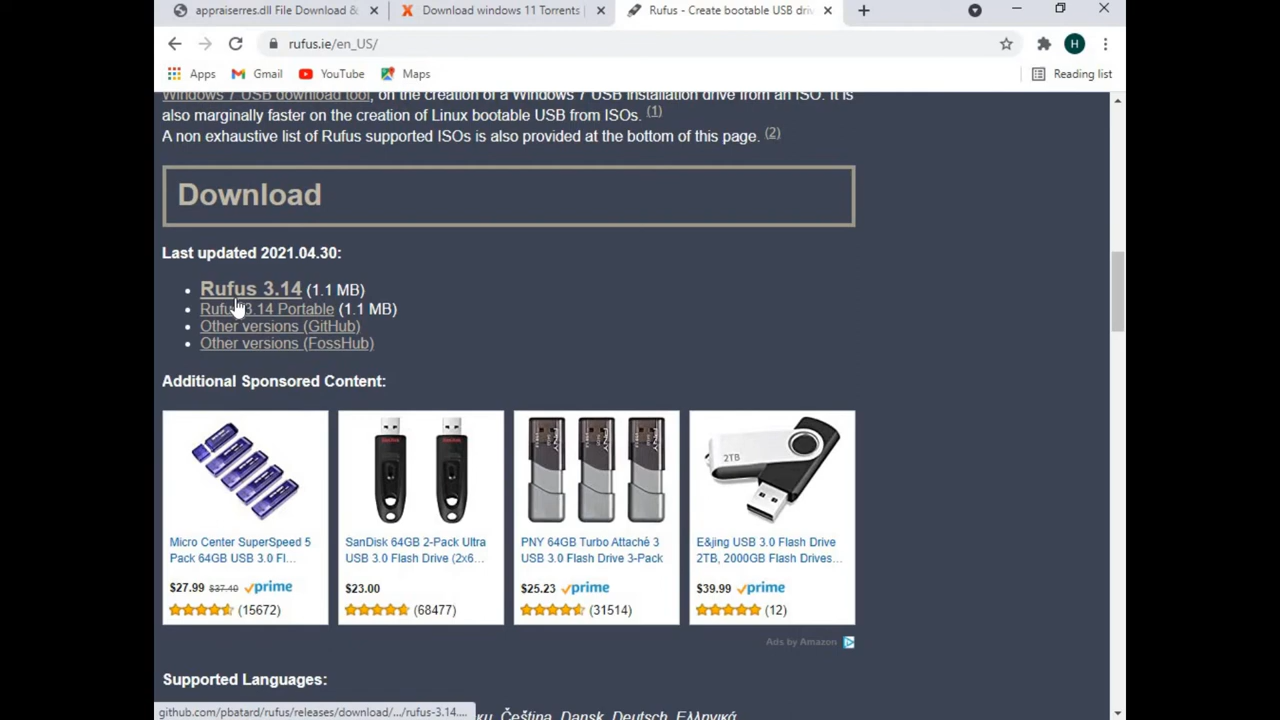 appraiserres.dll File Download &
Download windows 11 Torrents
Rufus - Create bootable USB driv
rufus.ie/en_US/
H
Apps
Gmail
YouTube
Maps
Reading list
Windows 7 USB download tool, on the creation of a Windows 7 USB installation drive from an ISO. It is
also marginally faster on the creation of Linux bootable USB from ISOs. (1)
A non exhaustive list of Rufus supported ISOs is also provided at the bottom of this page. (2)
Download
Last updated 2021.04.30:
Rufus 3.14 (1.1 MB)
Rufus 3.14 Portable (1.1 MB)
Other versions (GitHub)
Other versions (FossHub)
Additional Sponsored Content:
2TB
Micro Center SuperSpeed 5
Pack 64GB USB 3.0 Fl...
$27.99 $37.40 prime
(15672)
SanDisk 64GB 2-Pack Ultra
USB 3.0 Flash Drive (2x6...
$23.00
(68477)
PNY 64GB Turbo Attaché 3
USB 3.0 Flash Drive 3-Pack
$25.23 prime
(31514)
E&jing USB 3.0 Flash Drive
2TB, 2000GB Flash Drives...
$39.99 prime
(12)
Ads by Amazon
Supported Languages:
Čeština, Dansk, Deutsch, Ελληνικά
github.com/pbatard/rufus/releases/download/.../rufus-3.14....